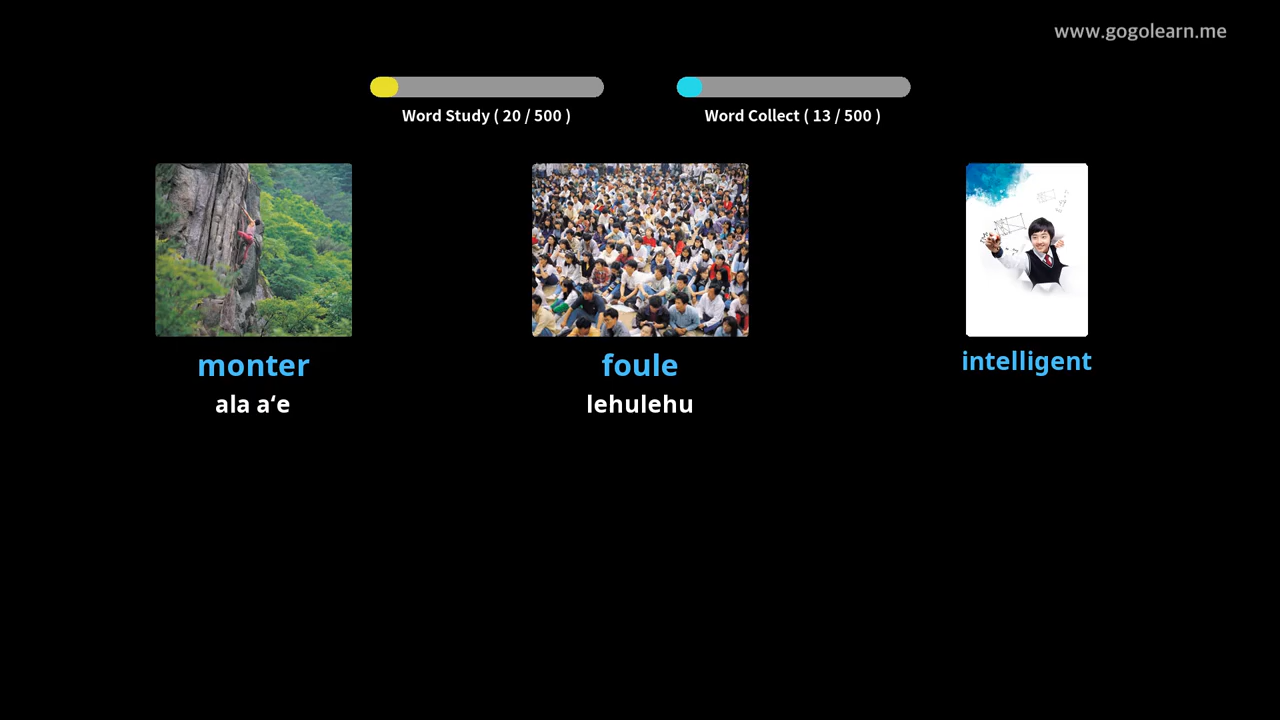 www.gogolearn.me
Word Study ( 20 / 500 )
Word Collect ( 13 / 500 )
monter
foule
intelligent
ala aʻe
lehulehu